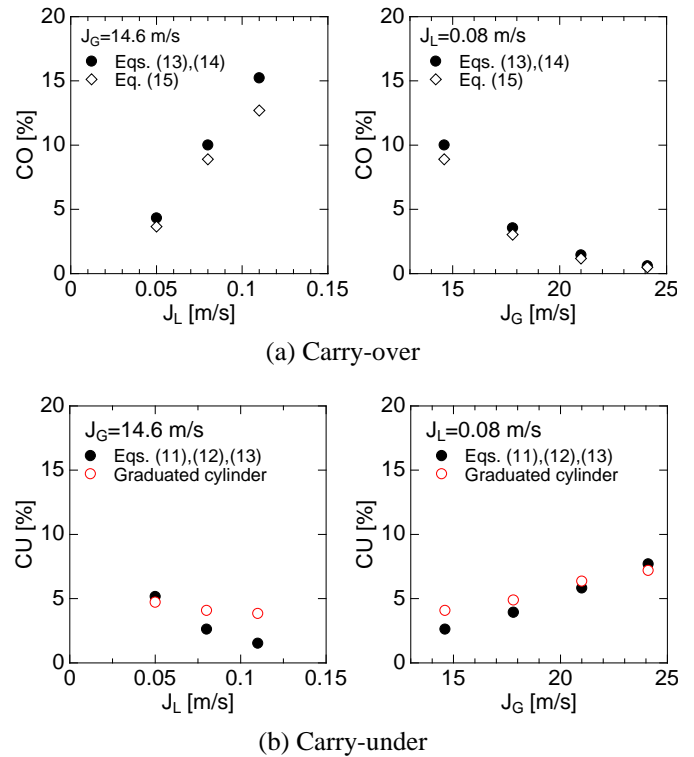 J_G=14.6 m/s
Eqs. (13),(14)
Eq. (15)
CO [%]
20
15
10
5
0
0 0.05 0.1 0.15
J_L [m/s]
J_L=0.08 m/s
Eqs. (13),(14)
Eq. (15)
CO [%]
20
15
10
5
0
15 20 25
J_G [m/s]
(a) Carry-over
J_G=14.6 m/s
Eqs. (11),(12),(13)
Graduated cylinder
CU [%]
20
15
10
5
0
0 0.05 0.1 0.15
J_L [m/s]
J_L=0.08 m/s
Eqs. (11),(12),(13)
Graduated cylinder
CU [%]
20
15
10
5
0
15 20 25
J_G [m/s]
(b) Carry-under